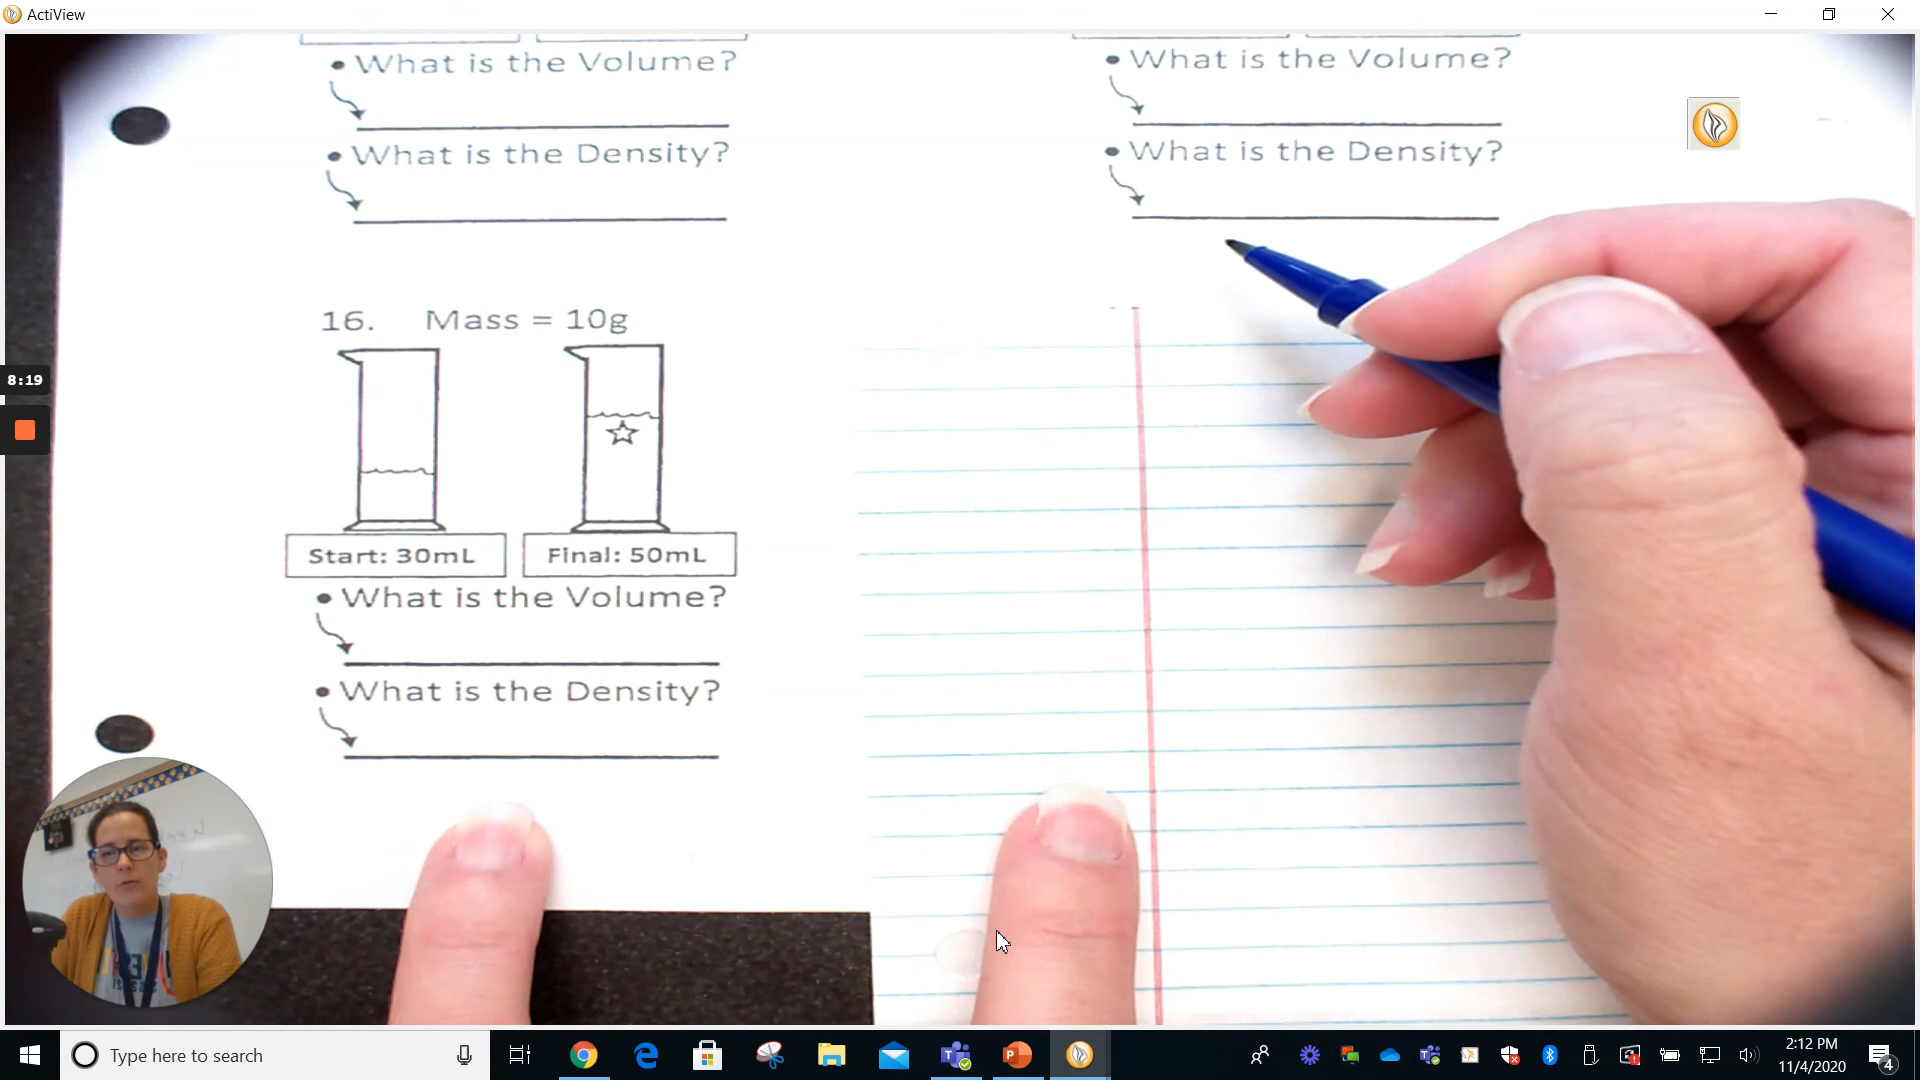 ActiView
• What is the Volume?
• What is the Density?
• What is the Volume?
• What is the Density?
16. Mass = 10g
Start: 30mL
Final: 50mL
• What is the Volume?
• What is the Density?
8:19
Type here to search
2:12 PM
11/4/2020
4